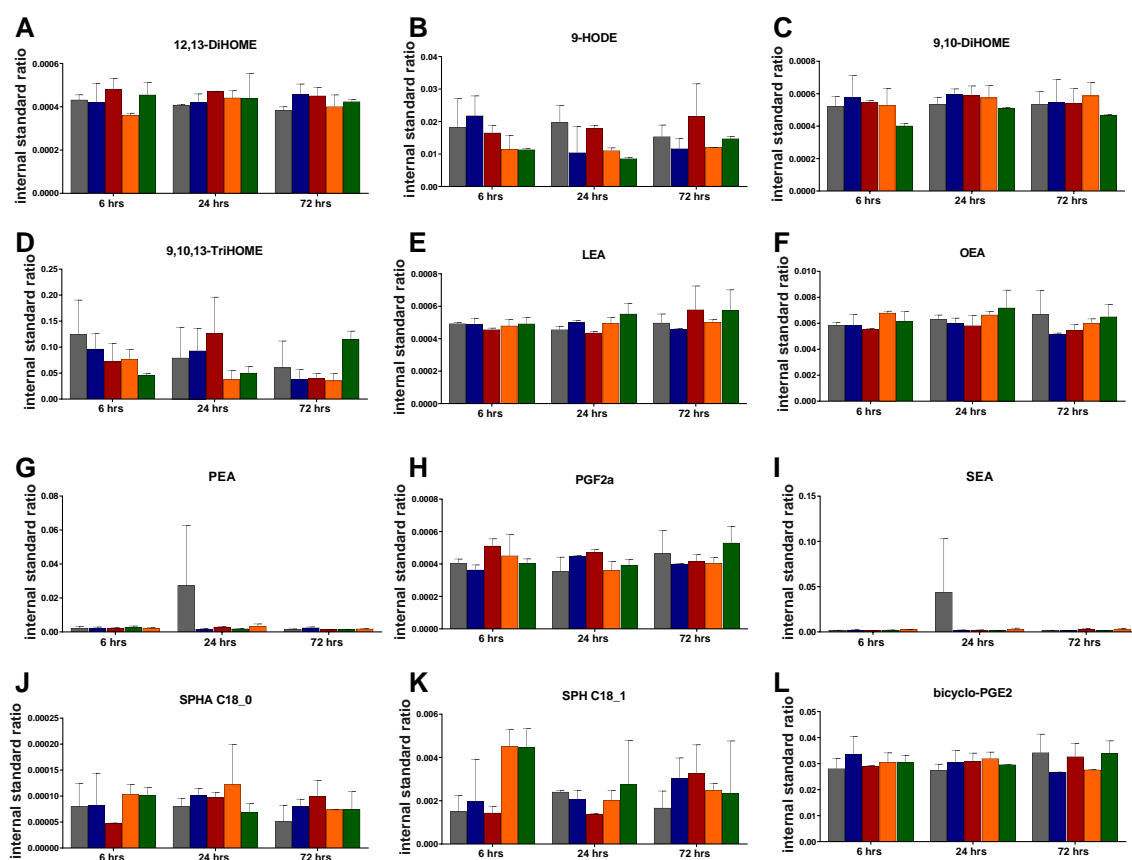 A
12,13-DiHOME
internal standard ratio
0.0006
0.0004
0.0002
0.0000
6 hrs 24 hrs 72 hrs
B
9-HODE
internal standard ratio
0.04
0.03
0.02
0.01
0.00
6 hrs 24 hrs 72 hrs
C
9,10-DiHOME
internal standard ratio
0.0008
0.0006
0.0004
0.0002
0.0000
6 hrs 24 hrs 72 hrs
D
9,10,13-TriHOME
internal standard ratio
0.25
0.20
0.15
0.10
0.05
0.00
6 hrs 24 hrs 72 hrs
E
LEA
internal standard ratio
0.0008
0.0006
0.0004
0.0002
0.0000
6 hrs 24 hrs 72 hrs
F
OEA
internal standard ratio
0.010
0.008
0.006
0.004
0.002
0.000
6 hrs 24 hrs 72 hrs
G
PEA
internal standard ratio
0.08
0.06
0.04
0.02
0.00
6 hrs 24 hrs 72 hrs
H
PGF2a
internal standard ratio
0.0008
0.0006
0.0004
0.0002
0.0000
6 hrs 24 hrs 72 hrs
I
SEA
internal standard ratio
0.15
0.10
0.05
0.00
6 hrs 24 hrs 72 hrs
J
SPHA C18_0
internal standard ratio
0.00025
0.00020
0.00015
0.00010
0.00005
0.00000
6 hrs 24 hrs 72 hrs
K
SPH C18_1
internal standard ratio
0.006
0.004
0.002
0.000
6 hrs 24 hrs 72 hrs
L
bicyclo-PGE2
internal standard ratio
0.05
0.04
0.03
0.02
0.01
0.00
6 hrs 24 hrs 72 hrs